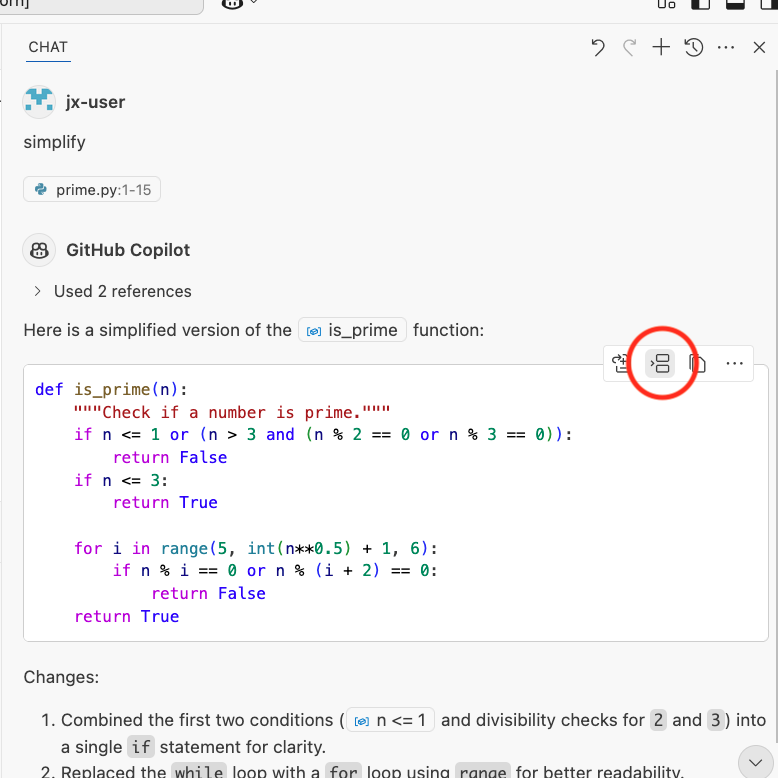 CHAT
jx-user
simplify
prime.py:1-15
GitHub Copilot
Used 2 references
Here is a simplified version of the is_prime function:
def is_prime(n):
    """Check if a number is prime."""
    if n <= 1 or (n > 3 and (n % 2 == 0 or n % 3 == 0)):
        return False
    if n <= 3:
        return True
    for i in range(5, int(n**0.5) + 1, 6):
        if n % i == 0 or n % (i + 2) == 0:
            return False
    return True
Changes:
1. Combined the first two conditions ( n <= 1 and divisibility checks for 2 and 3) into
a single if statement for clarity.
2. Replaced the while loop with a for loop using range for better readability.